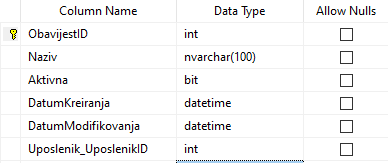 Column Name Data Type Allow Nulls
ObavijestID int
Naziv nvarchar(100)
Aktivna bit
DatumKreiranja datetime
DatumModifikovanja datetime
Uposlenik_UposlenikID int